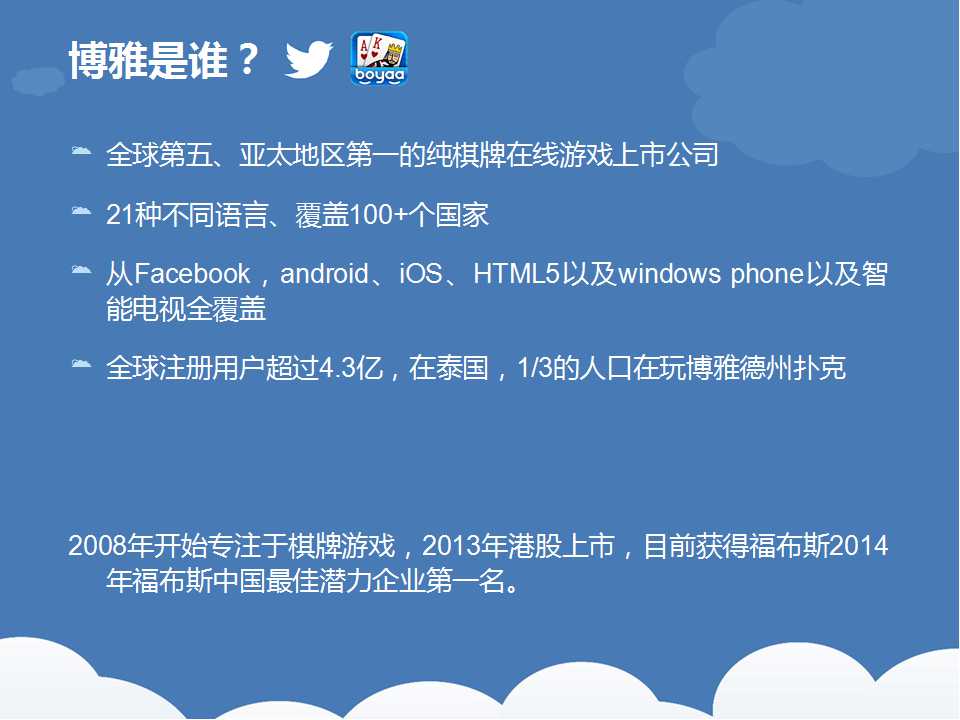 博雅是谁？
A K
boyaa
全球第五、亚太地区第一的纯棋牌在线游戏上市公司
21种不同语言、覆盖100+个国家
从Facebook，android、iOS、HTML5以及windows phone以及智
能电视全覆盖
全球注册用户超过4.3亿，在泰国，1/3的人口在玩博雅德州扑克
2008年开始专注于棋牌游戏，2013年港股上市，目前获得福布斯2014
年福布斯中国最佳潜力企业第一名。